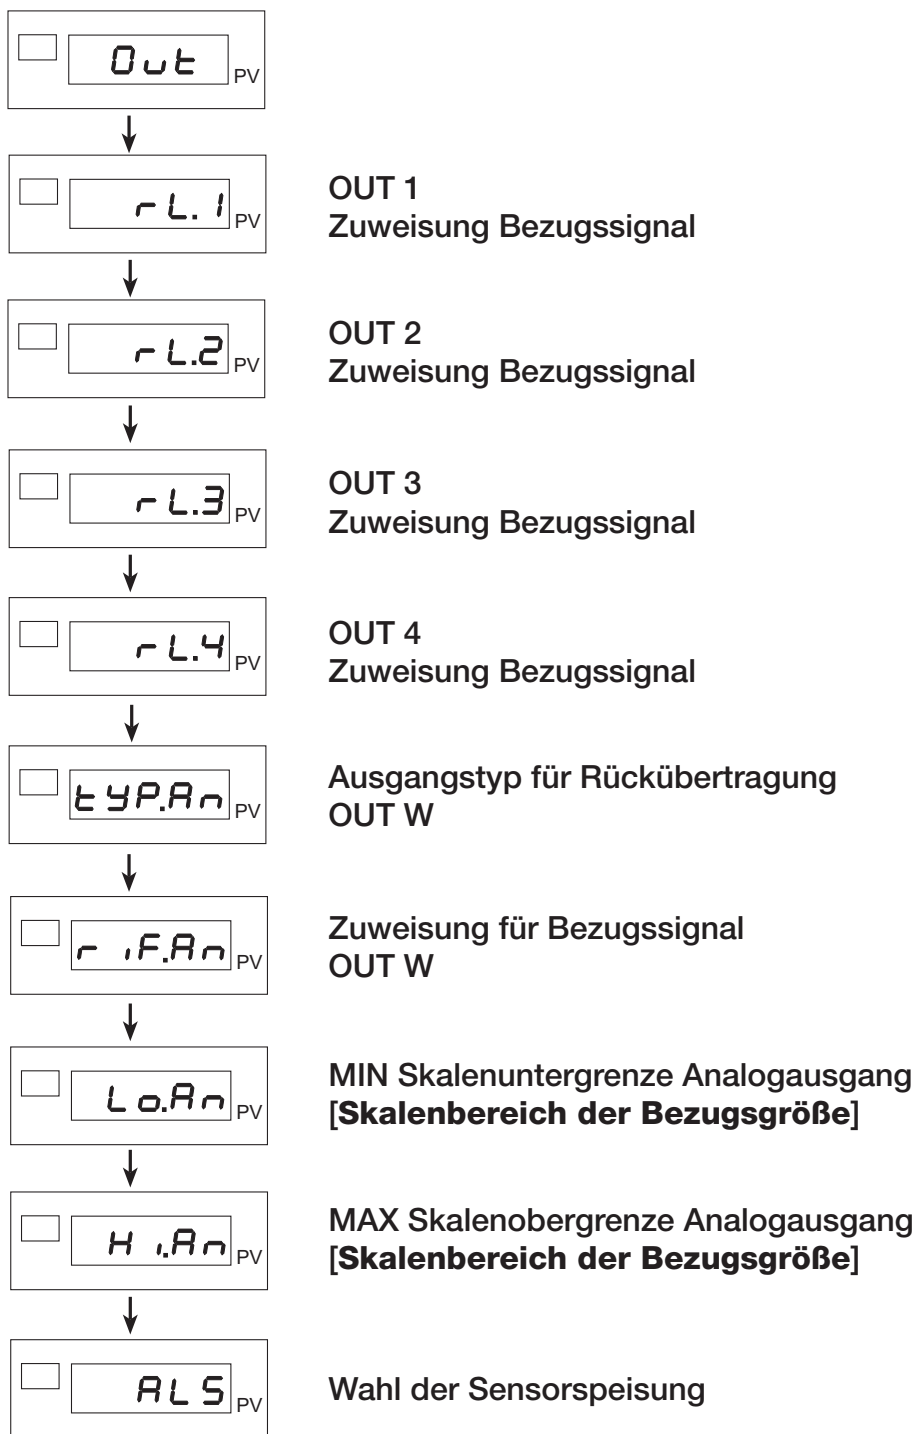 Out
PV
rL.1
PV
OUT 1
Zuweisung Bezugssignal
rL.2
PV
OUT 2
Zuweisung Bezugssignal
rL.3
PV
OUT 3
Zuweisung Bezugssignal
rL.4
PV
OUT 4
Zuweisung Bezugssignal
tYP.An
PV
Ausgangstyp für Rückübertragung
OUT W
riF.An
PV
Zuweisung für Bezugssignal
OUT W
Lo.An
PV
MIN Skalenuntergrenze Analogausgang
[Skalenbereich der Bezugsgröße]
Hi.An
PV
MAX Skalenobergrenze Analogausgang
[Skalenbereich der Bezugsgröße]
ALS
PV
Wahl der Sensorspeisung